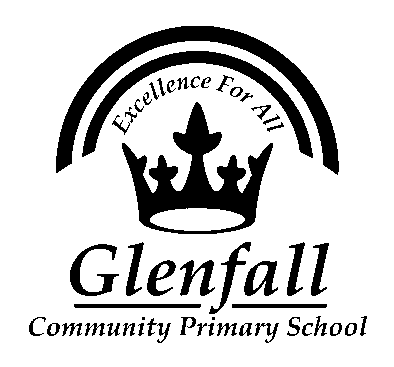 Excellence For All
Glenfall
Community Primary School